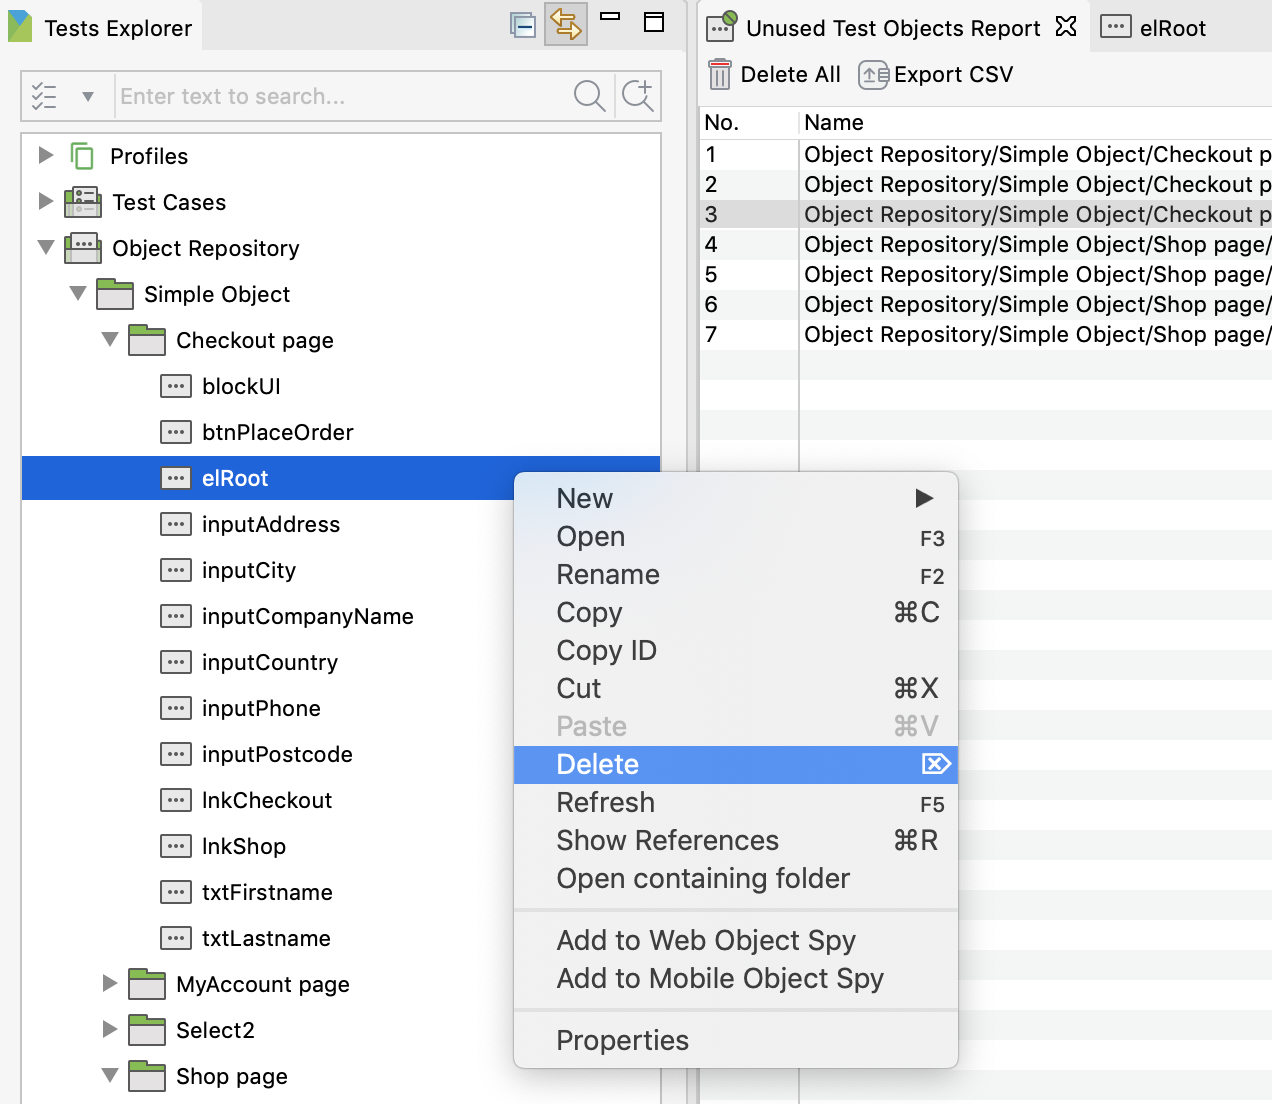 Tests Explorer
Enter text to search...
Profiles
Test Cases
Object Repository
Simple Object
Checkout page
blockUI
btnPlaceOrder
elRoot
inputAddress
inputCity
inputCompanyName
inputCountry
inputPhone
inputPostcode
lnkCheckout
lnkShop
txtFirstname
txtLastname
MyAccount page
Select2
Shop page
Unused Test Objects Report
elRoot
Delete All
Export CSV
No. Name
1 Object Repository/Simple Object/Checkout p
2 Object Repository/Simple Object/Checkout p
3 Object Repository/Simple Object/Checkout p
4 Object Repository/Simple Object/Shop page/
5 Object Repository/Simple Object/Shop page/
6 Object Repository/Simple Object/Shop page/
7 Object Repository/Simple Object/Shop page/
New
Open F3
Rename F2
Copy ⌘C
Copy ID
Cut ⌘X
Paste ⌘V
Delete ⌦
Refresh F5
Show References ⌘R
Open containing folder
Add to Web Object Spy
Add to Mobile Object Spy
Properties